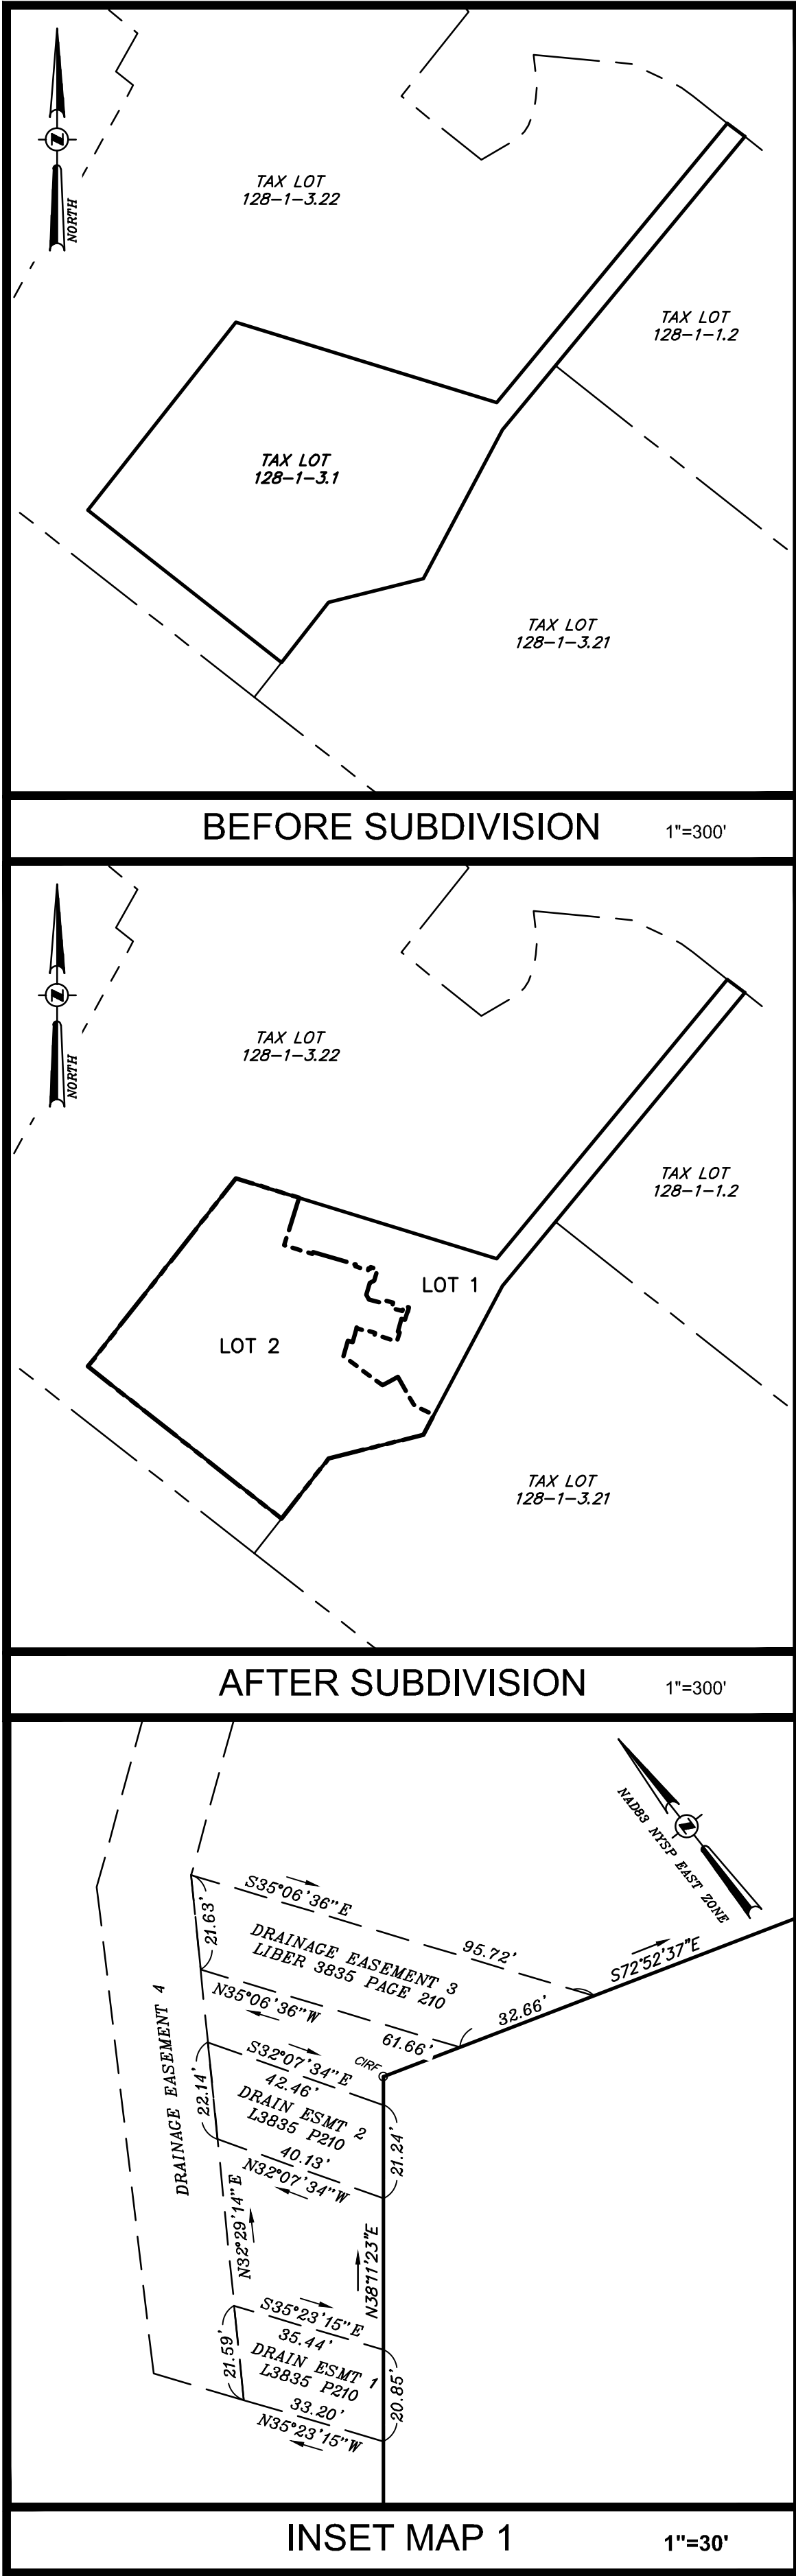 NORTH
TAX LOT
128-1-3.22
TAX LOT
128-1-1.2
TAX LOT
128-1-3.1
TAX LOT
128-1-3.21
BEFORE SUBDIVISION 1"=300'
NORTH
TAX LOT
128-1-3.22
TAX LOT
128-1-1.2
LOT 1
LOT 2
TAX LOT
128-1-3.21
AFTER SUBDIVISION 1"=300'
NAD83 NYSP EAST ZONE
S35°06'36"E
95.72'
21.63'
DRAINAGE EASEMENT 3
LIBER 3835 PAGE 210
S72°52'37"E
N35°06'36"W
61.66'
32.66'
DRAINAGE EASEMENT 4
CIRF
S32°07'34"E
42.46'
22.14'
DRAIN ESMT 2
L3835 P210
21.24'
40.13'
N32°07'34"W
N32°29'14"E
N38°11'23"E
S35°23'15"E
35.44'
21.59'
DRAIN ESMT 1
L3835 P210
20.85'
33.20'
N35°23'15"W
INSET MAP 1 1"=30'